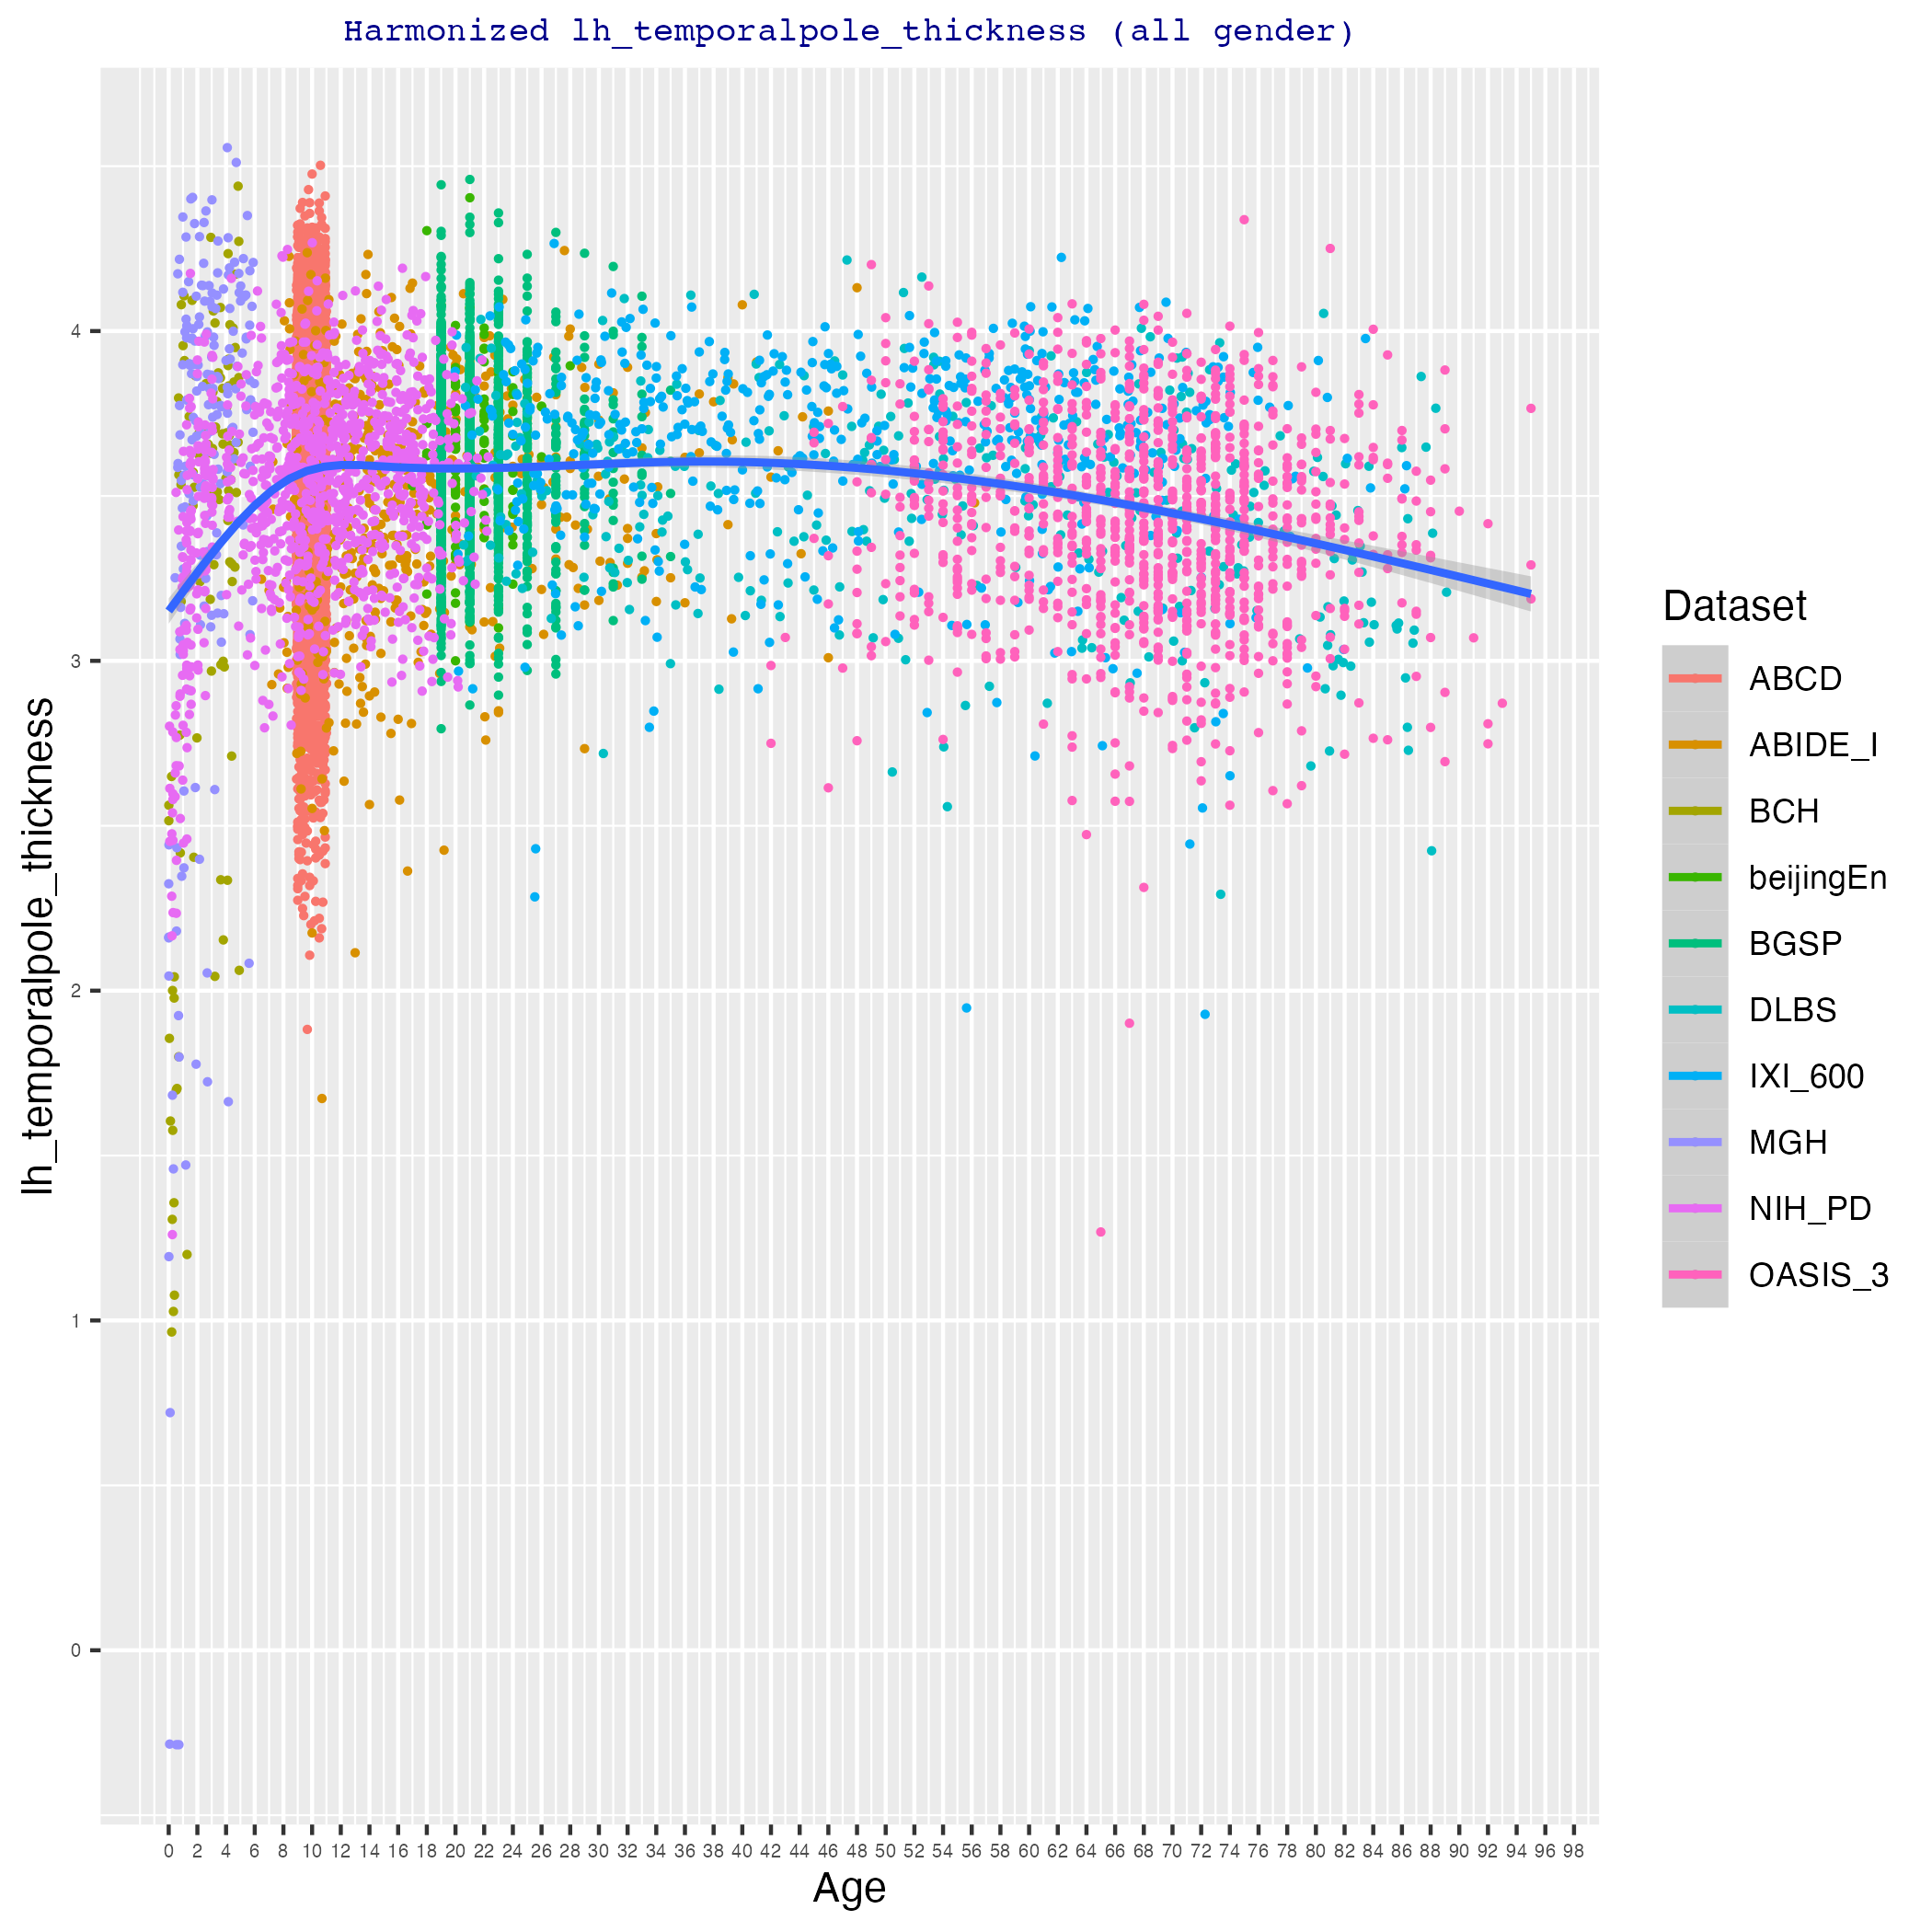 Harmonized lh_temporalpole_thickness (all gender)
lh_temporalpole_thickness
4
3
2
1
0
0 2 4 6 8 10 12 14 16 18 20 22 24 26 28 30 32 34 36 38 40 42 44 46 48 50 52 54 56 58 60 62 64 66 68 70 72 74 76 78 80 82 84 86 88 90 92 94 96 98
Age
Dataset
ABCD
ABIDE_I
BCH
beijingEn
BGSP
DLBS
IXI_600
MGH
NIH_PD
OASIS_3